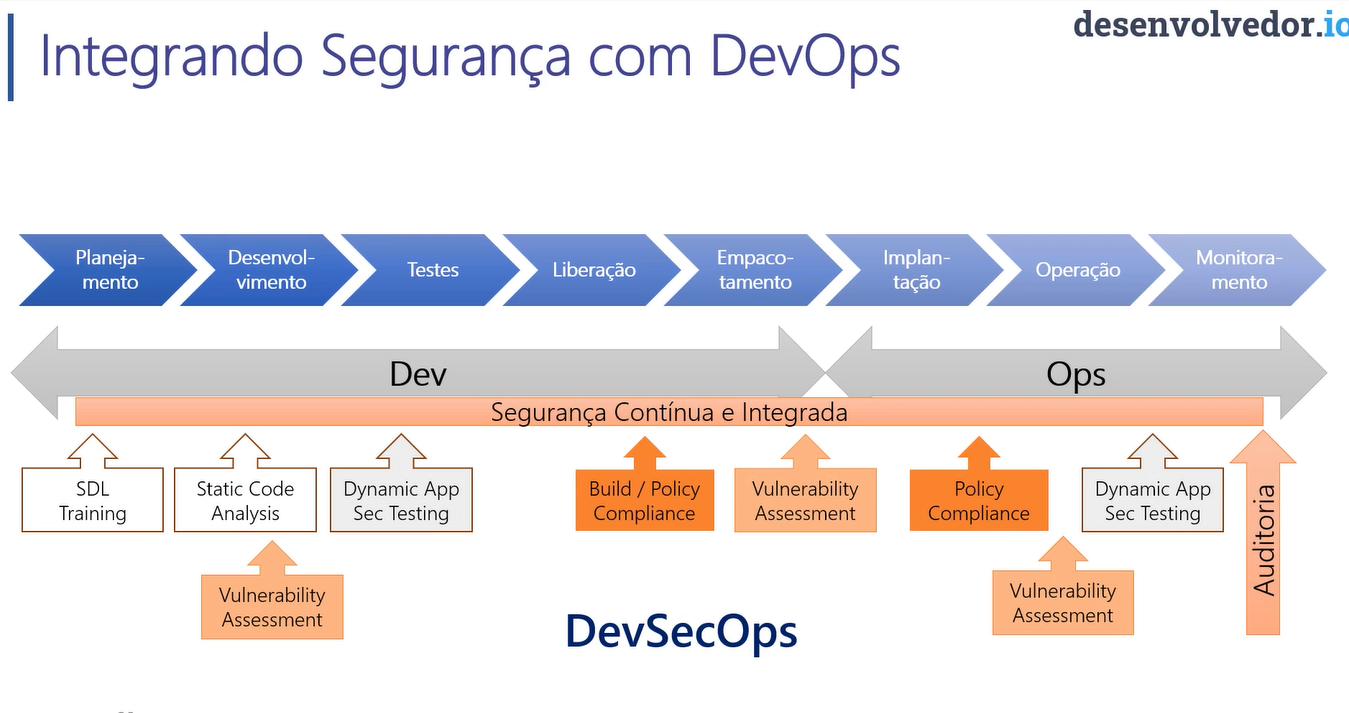 desenvolvedor.io
Integrando Segurança com DevOps
Planeja-
mento
Desenvol-
vimento
Testes
Liberação
Empaco-
tamento
Implan-
tação
Operação
Monitora-
mento
Dev
Ops
Segurança Contínua e Integrada
SDL
Training
Static Code
Analysis
Dynamic App
Sec Testing
Build / Policy
Compliance
Vulnerability
Assessment
Policy
Compliance
Dynamic App
Sec Testing
Auditoria
Vulnerability
Assessment
Vulnerability
Assessment
DevSecOps